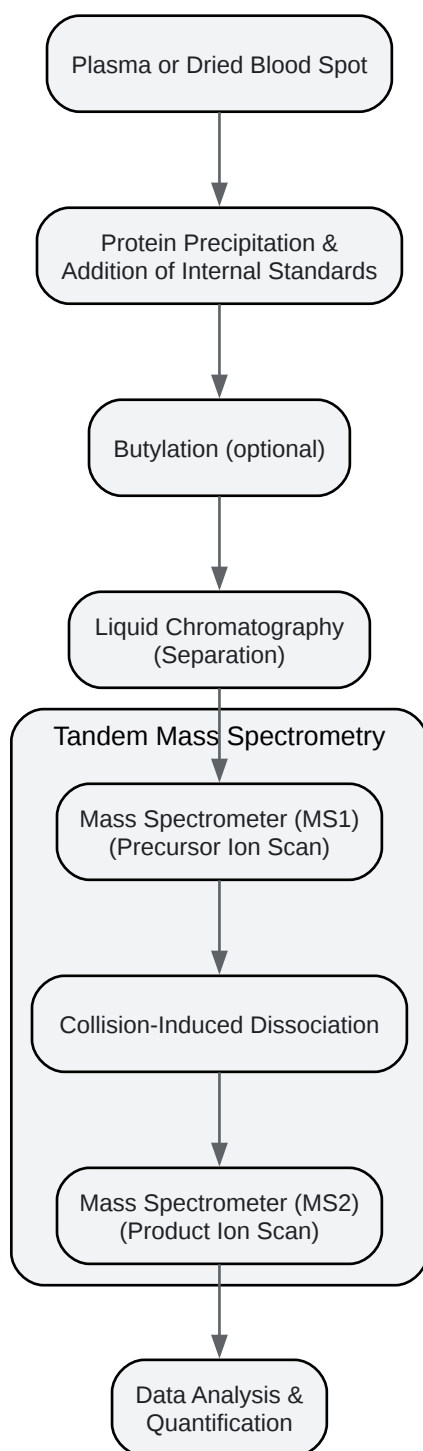 Plasma or Dried Blood Spot
Protein Precipitation &
Addition of Internal Standards
Butylation (optional)
Liquid Chromatography
(Separation)
Tandem Mass Spectrometry
Mass Spectrometer (MS1)
(Precursor Ion Scan)
Collision-Induced Dissociation
Mass Spectrometer (MS2)
(Product Ion Scan)
Data Analysis &
Quantification